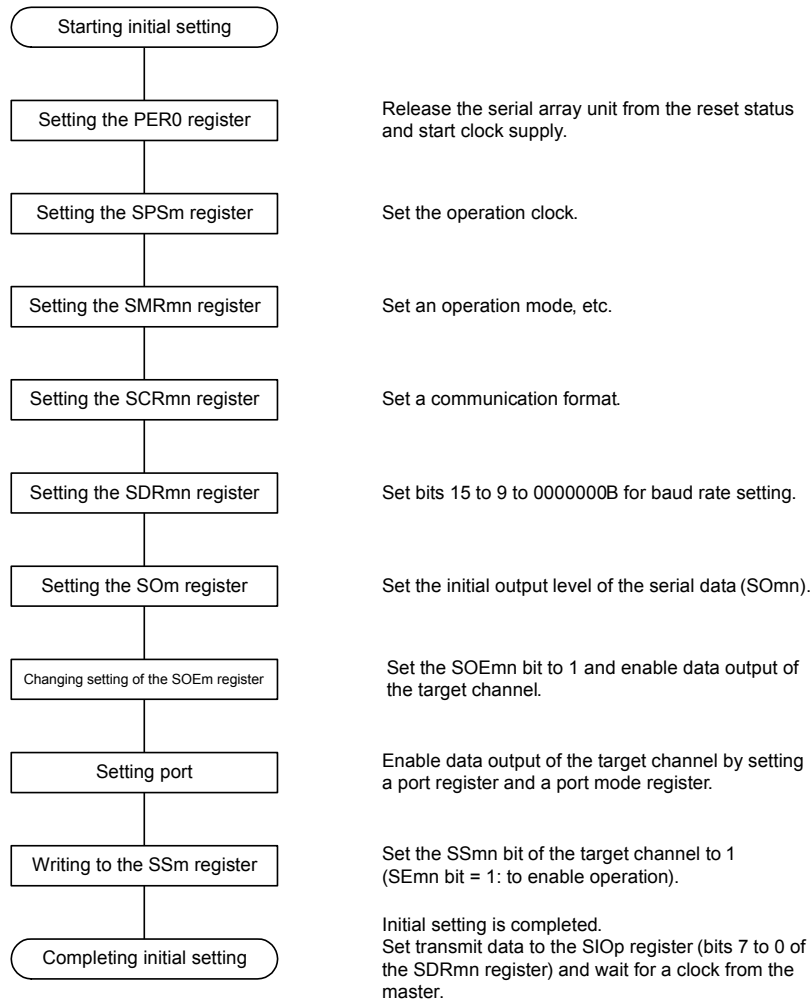 Starting initial setting
Setting the PER0 register
Release the serial array unit from the reset status
and start clock supply.
Setting the SPSm register
Set the operation clock.
Setting the SMRmn register
Set an operation mode, etc.
Setting the SCRmn register
Set a communication format.
Setting the SDRmn register
Set bits 15 to 9 to 0000000B for baud rate setting.
Setting the SOm register
Set the initial output level of the serial data (SOmn).
Changing setting of the SOEm register
Set the SOEmn bit to 1 and enable data output of
the target channel.
Setting port
Enable data output of the target channel by setting
a port register and a port mode register.
Writing to the SSm register
Set the SSmn bit of the target channel to 1
(SEmn bit = 1: to enable operation).
Completing initial setting
Initial setting is completed.
Set transmit data to the SIOp register (bits 7 to 0 of
the SDRmn register) and wait for a clock from the
master.